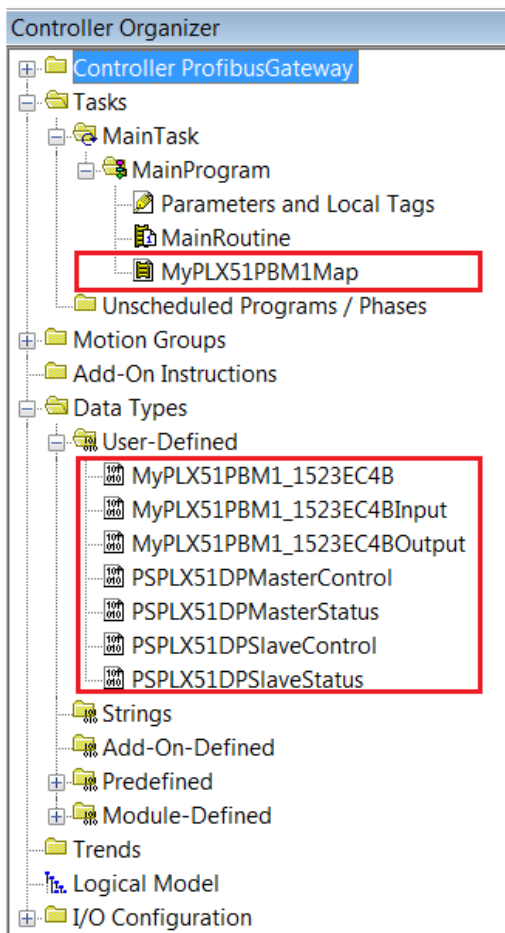 Controller Organizer
Controller ProfibusGateway
Tasks
MainTask
MainProgram
Parameters and Local Tags
MainRoutine
MyPLX51PBM1Map
Unscheduled Programs / Phases
Motion Groups
Add-On Instructions
Data Types
User-Defined
MyPLX51PBM1_1523EC4B
MyPLX51PBM1_1523EC4BInput
MyPLX51PBM1_1523EC4BOutput
PSPLX51DPMasterControl
PSPLX51DPMasterStatus
PSPLX51DPSlaveControl
PSPLX51DPSlaveStatus
Strings
Add-On-Defined
Predefined
Module-Defined
Trends
Logical Model
I/O Configuration